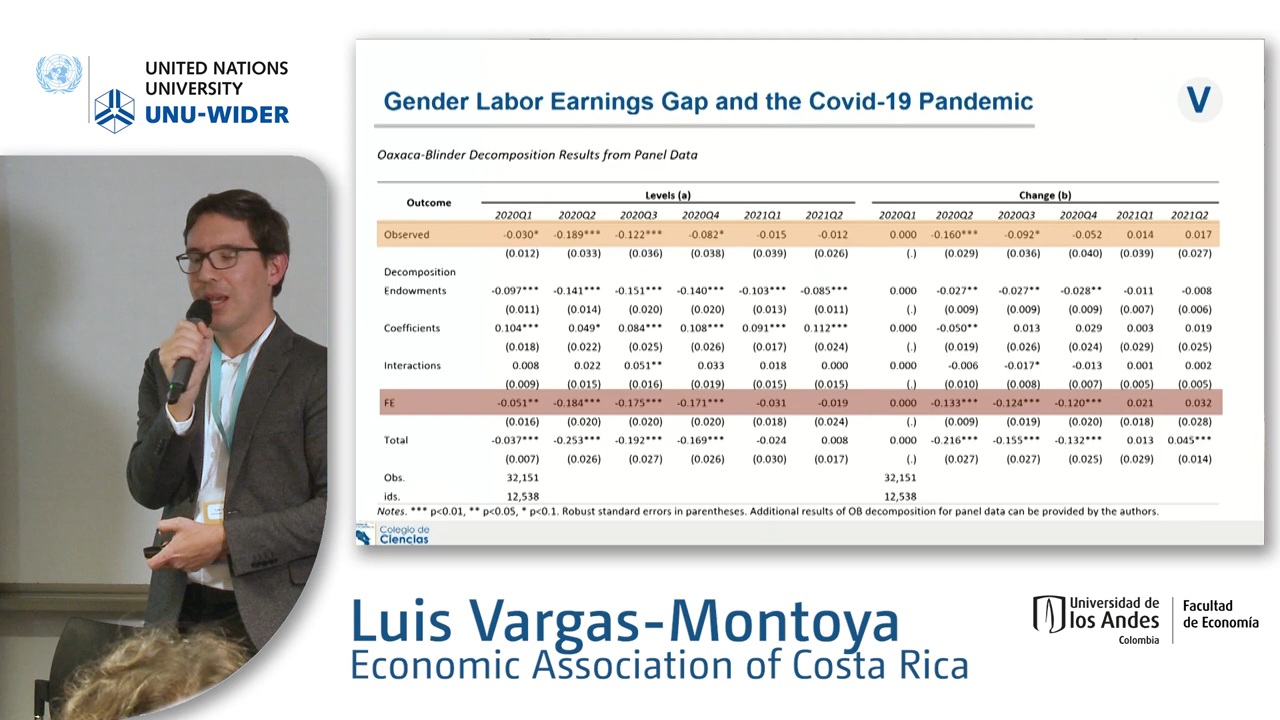 UNITED NATIONS
UNIVERSITY
UNU-WIDER
Gender Labor Earnings Gap and the Covid-19 Pandemic
V
Oaxaca-Blinder Decomposition Results from Panel Data
Outcome Levels (a) Change (b)
2020Q1 2020Q2 2020Q3 2020Q4 2021Q1 2021Q2 2020Q1 2020Q2 2020Q3 2020Q4 2021Q1 2021Q2
Observed -0.030* -0.189*** -0.122*** -0.082* -0.015 -0.012 0.000 -0.160*** -0.092* -0.052 0.014 0.017
(0.012) (0.033) (0.036) (0.038) (0.039) (0.026) (.) (0.029) (0.036) (0.040) (0.039) (0.027)
Decomposition
Endowments -0.097*** -0.141*** -0.151*** -0.140*** -0.103*** -0.085*** 0.000 -0.027** -0.027** -0.028** -0.011 -0.008
(0.011) (0.014) (0.020) (0.020) (0.013) (0.011) (.) (0.009) (0.009) (0.009) (0.007) (0.006)
Coefficients 0.104*** 0.049* 0.084*** 0.108*** 0.091*** 0.112*** 0.000 -0.050** 0.013 0.029 0.003 0.019
(0.018) (0.022) (0.025) (0.026) (0.017) (0.024) (.) (0.019) (0.026) (0.024) (0.029) (0.025)
Interactions 0.008 0.022 0.051** 0.033 0.018 0.000 0.000 -0.006 -0.017* -0.013 0.001 0.002
(0.009) (0.015) (0.016) (0.019) (0.015) (0.015) (.) (0.010) (0.008) (0.007) (0.005) (0.005)
FE -0.051** -0.184*** -0.175*** -0.171*** -0.031 -0.019 0.000 -0.133*** -0.124*** -0.120*** 0.021 0.032
(0.016) (0.020) (0.020) (0.020) (0.018) (0.024) (.) (0.009) (0.019) (0.020) (0.018) (0.028)
Total -0.037*** -0.253*** -0.192*** -0.169*** -0.024 0.008 0.000 -0.216*** -0.155*** -0.132*** 0.013 0.045***
(0.007) (0.026) (0.027) (0.026) (0.030) (0.017) (.) (0.027) (0.027) (0.025) (0.029) (0.014)
Obs. 32,151 32,151
ids. 12,538 12,538
Notes. *** p<0.01, ** p<0.05, * p<0.1. Robust standard errors in parentheses. Additional results of OB decomposition for panel data can be provided by the authors.
Colegio de
Ciencias
Luis Vargas-Montoya
Economic Association of Costa Rica
Universidad de
los Andes
Colombia
Facultad
de Economía